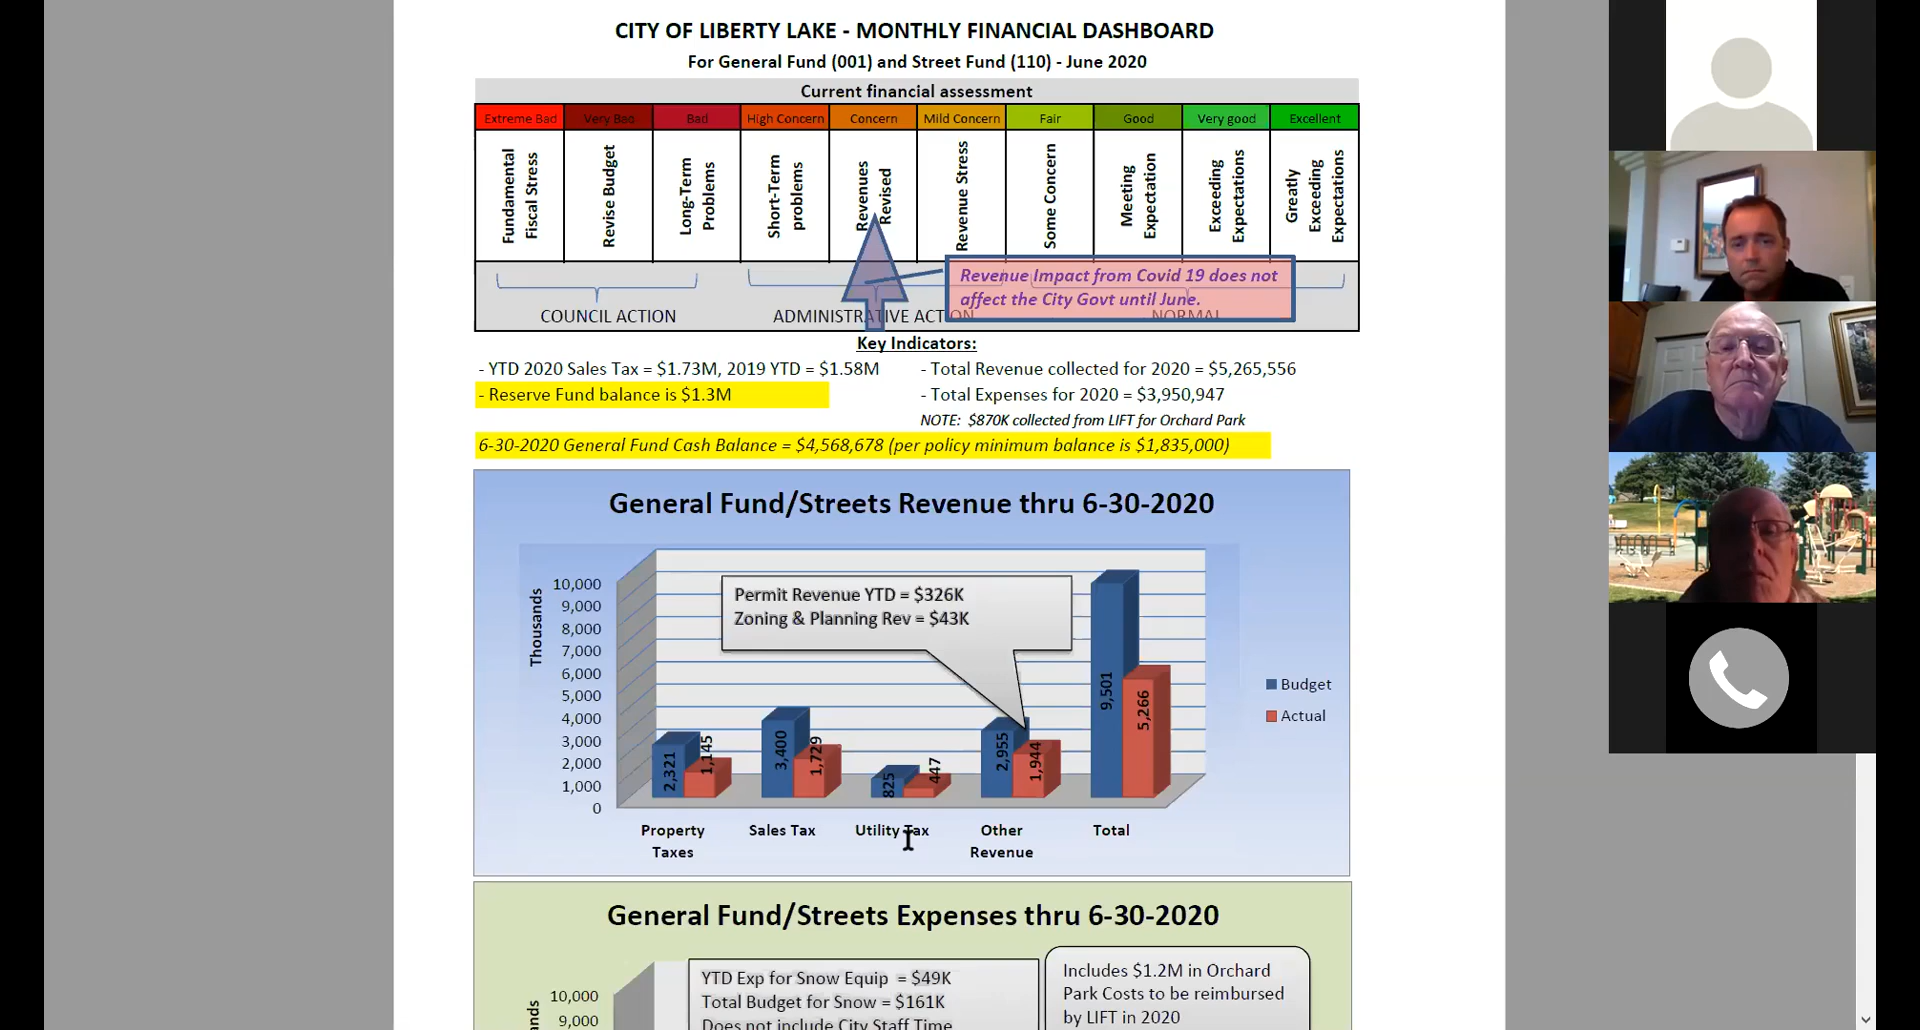 CITY OF LIBERTY LAKE - MONTHLY FINANCIAL DASHBOARD
For General Fund (001) and Street Fund (110) - June 2020
Current financial assessment
Extreme Bad Very Bad Bad High Concern Concern Mild Concern Fair Good Very good Excellent
Fundamental
Fiscal Stress
Revise Budget
Long-Term
Problems
Short-Term
problems
Revenues
Revised
Revenue Stress
Some Concern
Meeting
Expectation
Exceeding
Expectations
Greatly
Exceeding
Expectations
Revenue Impact from Covid 19 does not
affect the City Govt until June.
COUNCIL ACTION ADMINISTRATIVE ACTION NORMAL
Key Indicators:
- YTD 2020 Sales Tax = $1.73M, 2019 YTD = $1.58M
- Total Revenue collected for 2020 = $5,265,556
- Reserve Fund balance is $1.3M
- Total Expenses for 2020 = $3,950,947
NOTE: $870K collected from LIFT for Orchard Park
6-30-2020 General Fund Cash Balance = $4,568,678 (per policy minimum balance is $1,835,000)
General Fund/Streets Revenue thru 6-30-2020
Thousands
10,000
9,000
8,000
7,000
6,000
5,000
4,000
3,000
2,000
1,000
0
Permit Revenue YTD = $326K
Zoning & Planning Rev = $43K
2,321
1,145
3,400
1,729
825
447
2,955
1,944
9,501
5,266
Budget
Actual
Property
Taxes
Sales Tax
Utility Tax
Other
Revenue
Total
General Fund/Streets Expenses thru 6-30-2020
10,000
9,000
YTD Exp for Snow Equip = $49K
Total Budget for Snow = $161K
Does not include City Staff Time
Includes $1.2M in Orchard
Park Costs to be reimbursed
by LIFT in 2020